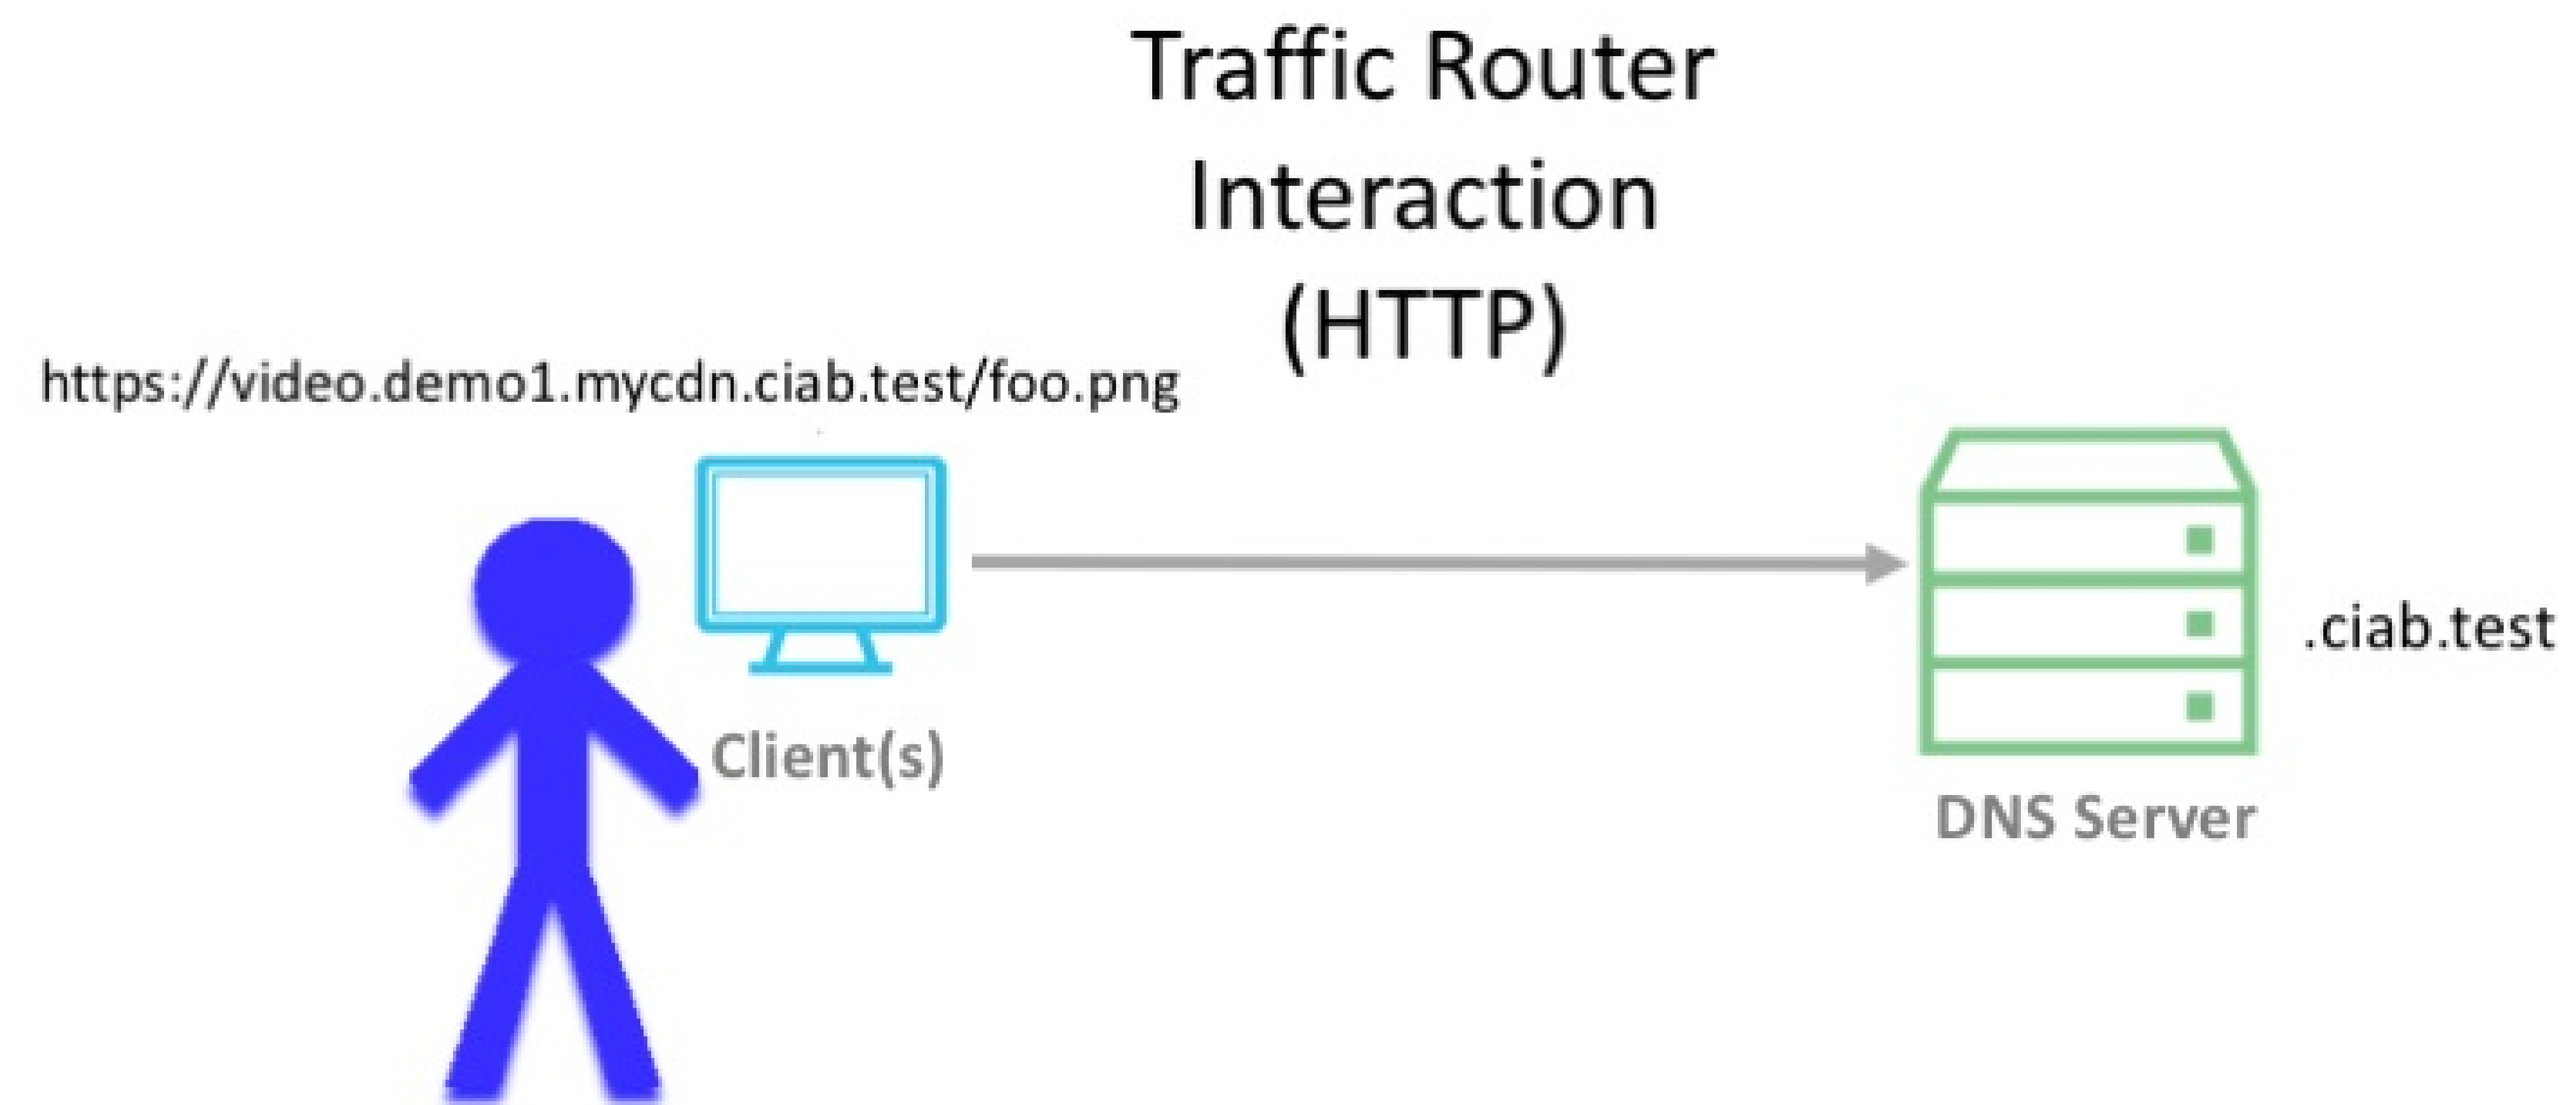 Traffic Router
Interaction
(HTTP)
https://video.demo1.mycdn.ciab.test/foo.png
.ciab.test
Client(s)
DNS Server